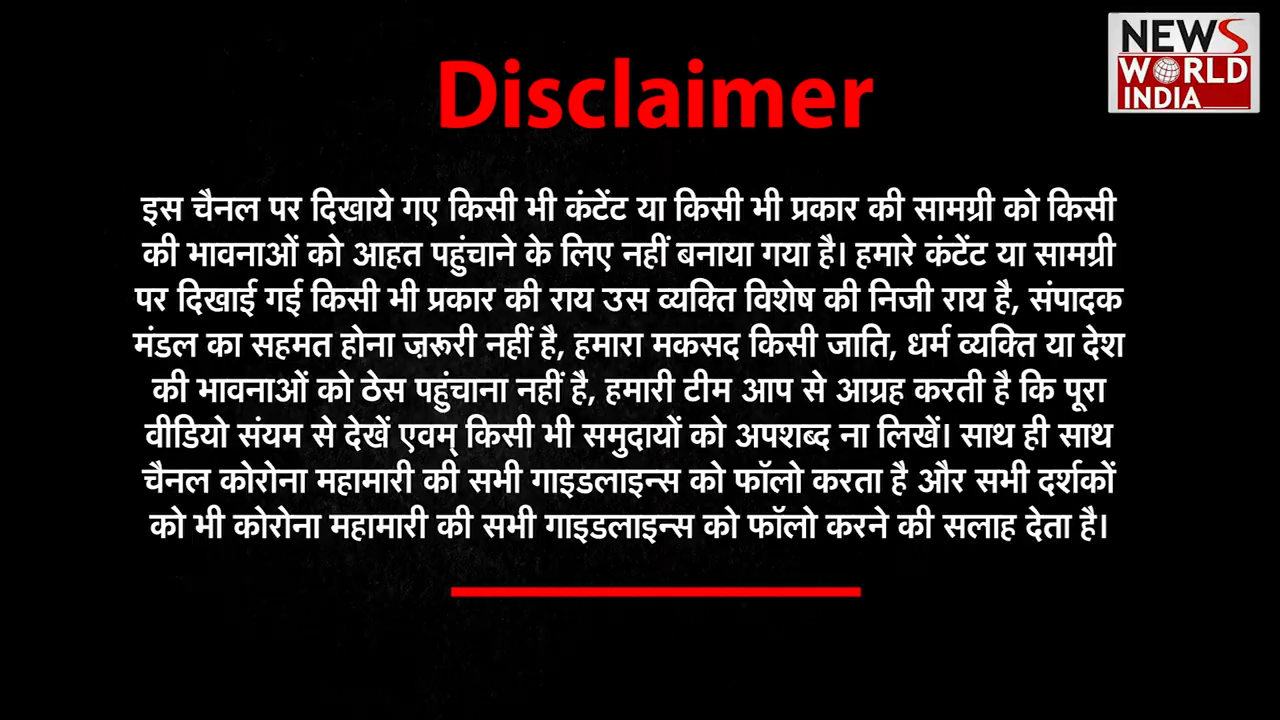 NEWS
WORLD
INDIA
Disclaimer
इस चैनल पर दिखाये गए किसी भी कंटेंट या किसी भी प्रकार की सामग्री को किसी
की भावनाओं को आहत पहुंचाने के लिए नहीं बनाया गया है। हमारे कंटेंट या सामग्री
पर दिखाई गई किसी भी प्रकार की राय उस व्यक्ति विशेष की निजी राय है, संपादक
मंडल का सहमत होना ज़रूरी नहीं है, हमारा मकसद किसी जाति, धर्म व्यक्ति या देश
की भावनाओं को ठेस पहुंचाना नहीं है, हमारी टीम आप से आग्रह करती है कि पूरा
वीडियो संयम से देखें एवम् किसी भी समुदायों को अपशब्द ना लिखें। साथ ही साथ
चैनल कोरोना महामारी की सभी गाइडलाइन्स को फॉलो करता है और सभी दर्शकों
को भी कोरोना महामारी की सभी गाइडलाइन्स को फॉलो करने की सलाह देता है।